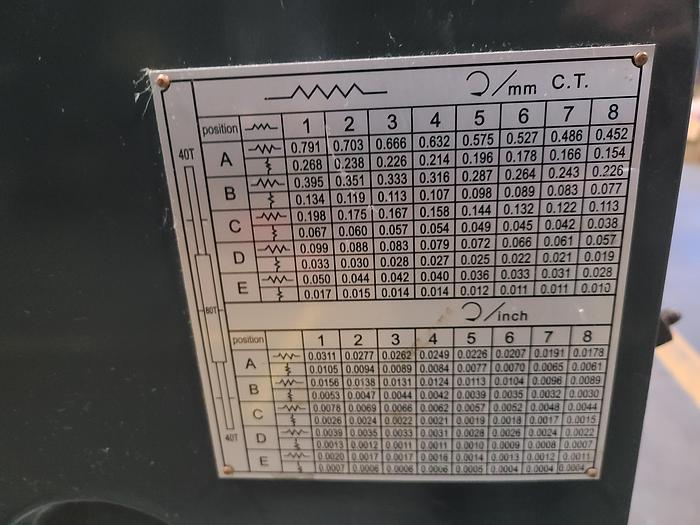 /mm C.T.
position 1 2 3 4 5 6 7 8
A 0.791 0.703 0.666 0.632 0.575 0.527 0.486 0.452
0.268 0.238 0.226 0.214 0.196 0.178 0.166 0.154
B 0.395 0.351 0.333 0.316 0.287 0.264 0.243 0.226
0.134 0.119 0.113 0.107 0.098 0.089 0.083 0.077
C 0.198 0.175 0.167 0.158 0.144 0.132 0.122 0.113
0.067 0.060 0.057 0.054 0.049 0.045 0.042 0.038
D 0.099 0.088 0.083 0.079 0.072 0.066 0.061 0.057
0.033 0.030 0.028 0.027 0.025 0.022 0.021 0.019
E 0.050 0.044 0.042 0.040 0.036 0.033 0.031 0.028
0.017 0.015 0.014 0.014 0.012 0.011 0.011 0.010
/inch
position 1 2 3 4 5 6 7 8
A 0.0311 0.0277 0.0262 0.0249 0.0226 0.0207 0.0191 0.0178
0.0105 0.0094 0.0089 0.0084 0.0077 0.0070 0.0065 0.0061
B 0.0156 0.0138 0.0131 0.0124 0.0113 0.0104 0.0096 0.0089
0.0053 0.0047 0.0044 0.0042 0.0039 0.0035 0.0032 0.0030
C 0.0078 0.0069 0.0066 0.0062 0.0057 0.0052 0.0048 0.0044
0.0026 0.0024 0.0022 0.0021 0.0019 0.0018 0.0017 0.0015
D 0.0039 0.0035 0.0033 0.0031 0.0028 0.0026 0.0024 0.0022
0.0013 0.0012 0.0011 0.0011 0.0010 0.0009 0.0008 0.0007
E 0.0020 0.0017 0.0017 0.0016 0.0014 0.0013 0.0012 0.0011
0.0007 0.0006 0.0006 0.0006 0.0005 0.0004 0.0004 0.0004
40T
80T
40T